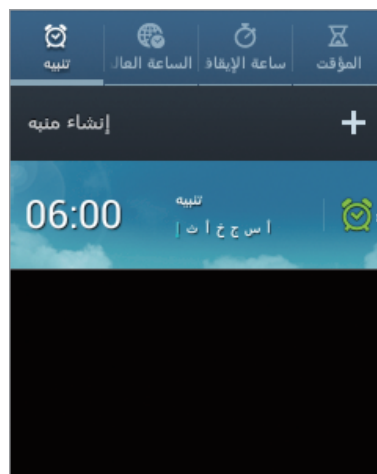 تنبيه الساعة العال ساعة الإيقاف المؤقت
إنشاء منبه
06:00
تنبيه
أ س ج خ أ ث إ